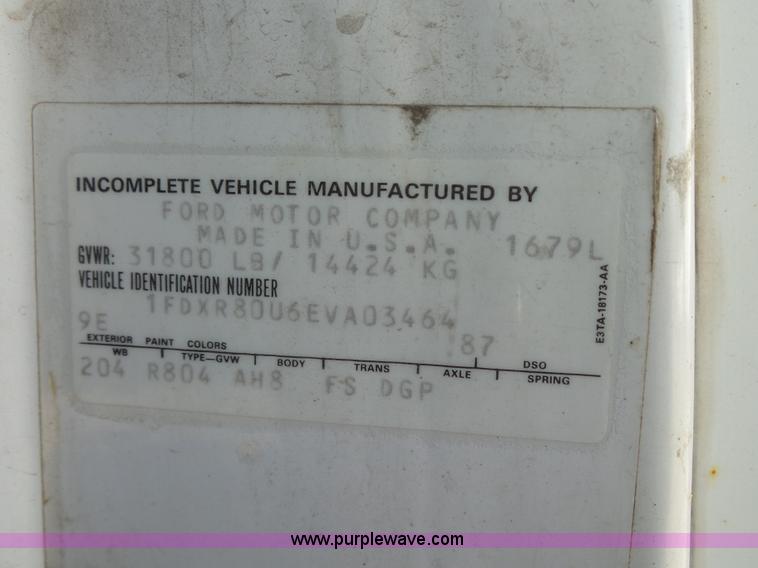 INCOMPLETE VEHICLE MANUFACTURED BY
FORD MOTOR COMPANY
MADE IN U.S.A. 1679L
GVWR: 31800 LB/ 14424 KG
VEHICLE IDENTIFICATION NUMBER
1FDXR80U6EVA03464
9E 87
EXTERIOR PAINT COLORS DSO
WB TYPE-GVW BODY TRANS AXLE SPRING
204 R804 AH8 FS DGP
E3TA-18173-AA
www.purplewave.com